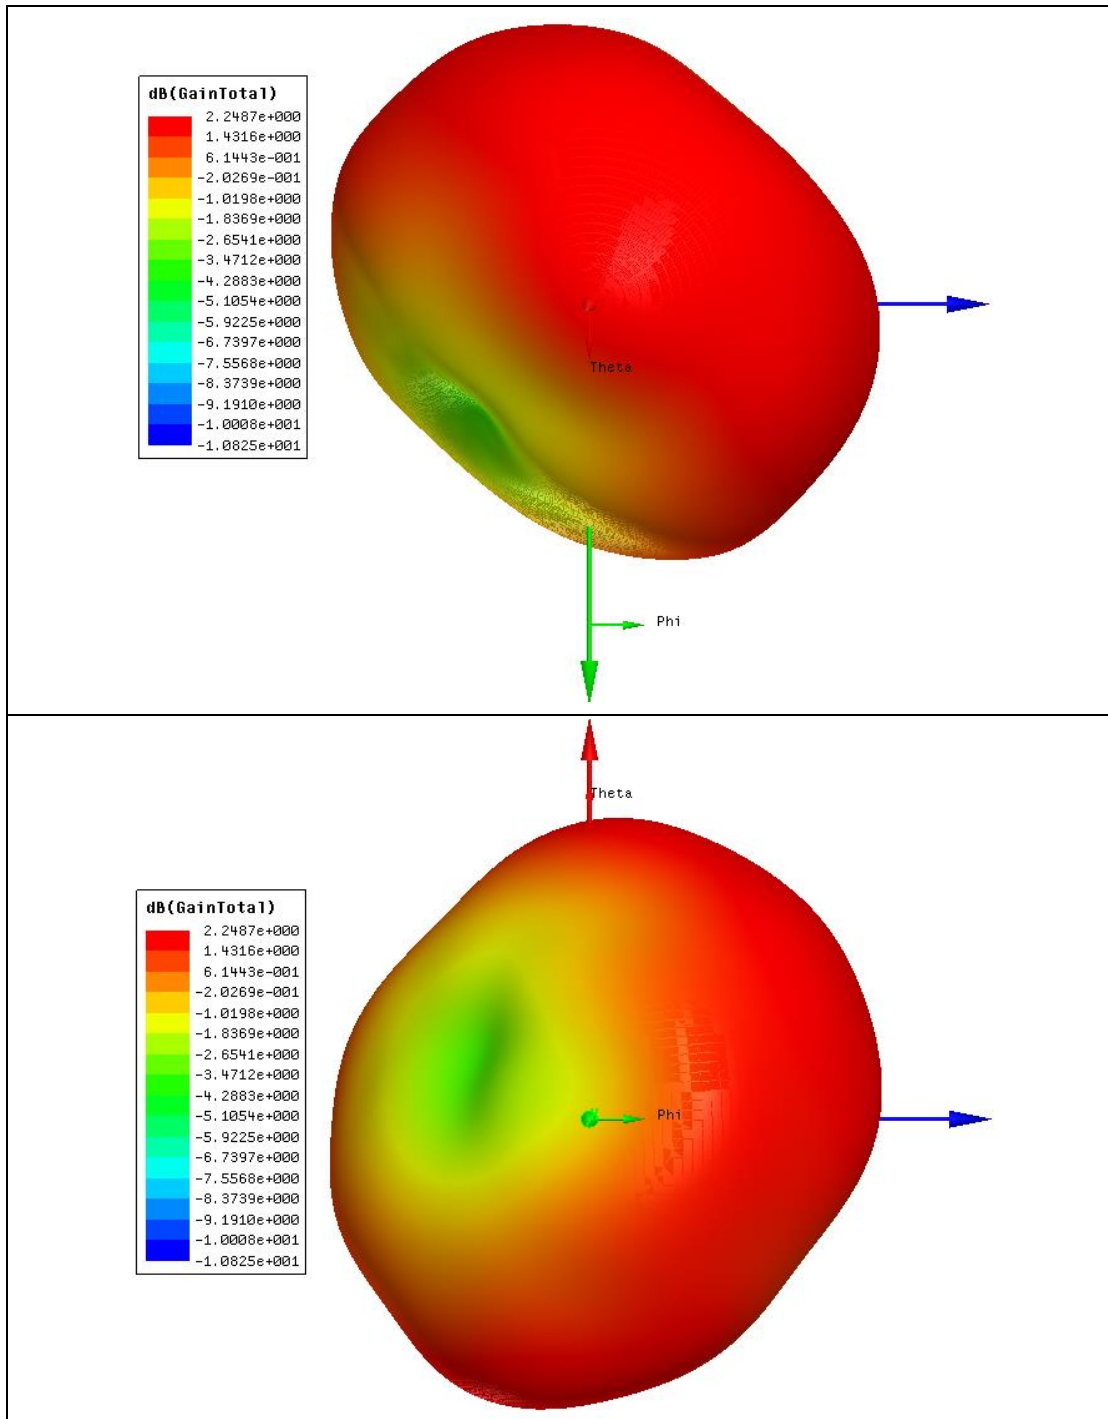 dB(GainTotal)
2.2487e+000
1.4316e+000
6.1443e-001
-2.0269e-001
-1.0198e+000
-1.8369e+000
-2.6541e+000
-3.4712e+000
-4.2883e+000
-5.1054e+000
-5.9225e+000
-6.7397e+000
-7.5568e+000
-8.3739e+000
-9.1910e+000
-1.0008e+001
-1.0825e+001
Theta
Phi
Theta
dB(GainTotal)
2.2487e+000
1.4316e+000
6.1443e-001
-2.0269e-001
-1.0198e+000
-1.8369e+000
-2.6541e+000
-3.4712e+000
-4.2883e+000
-5.1054e+000
-5.9225e+000
-6.7397e+000
-7.5568e+000
-8.3739e+000
-9.1910e+000
-1.0008e+001
-1.0825e+001
Phi